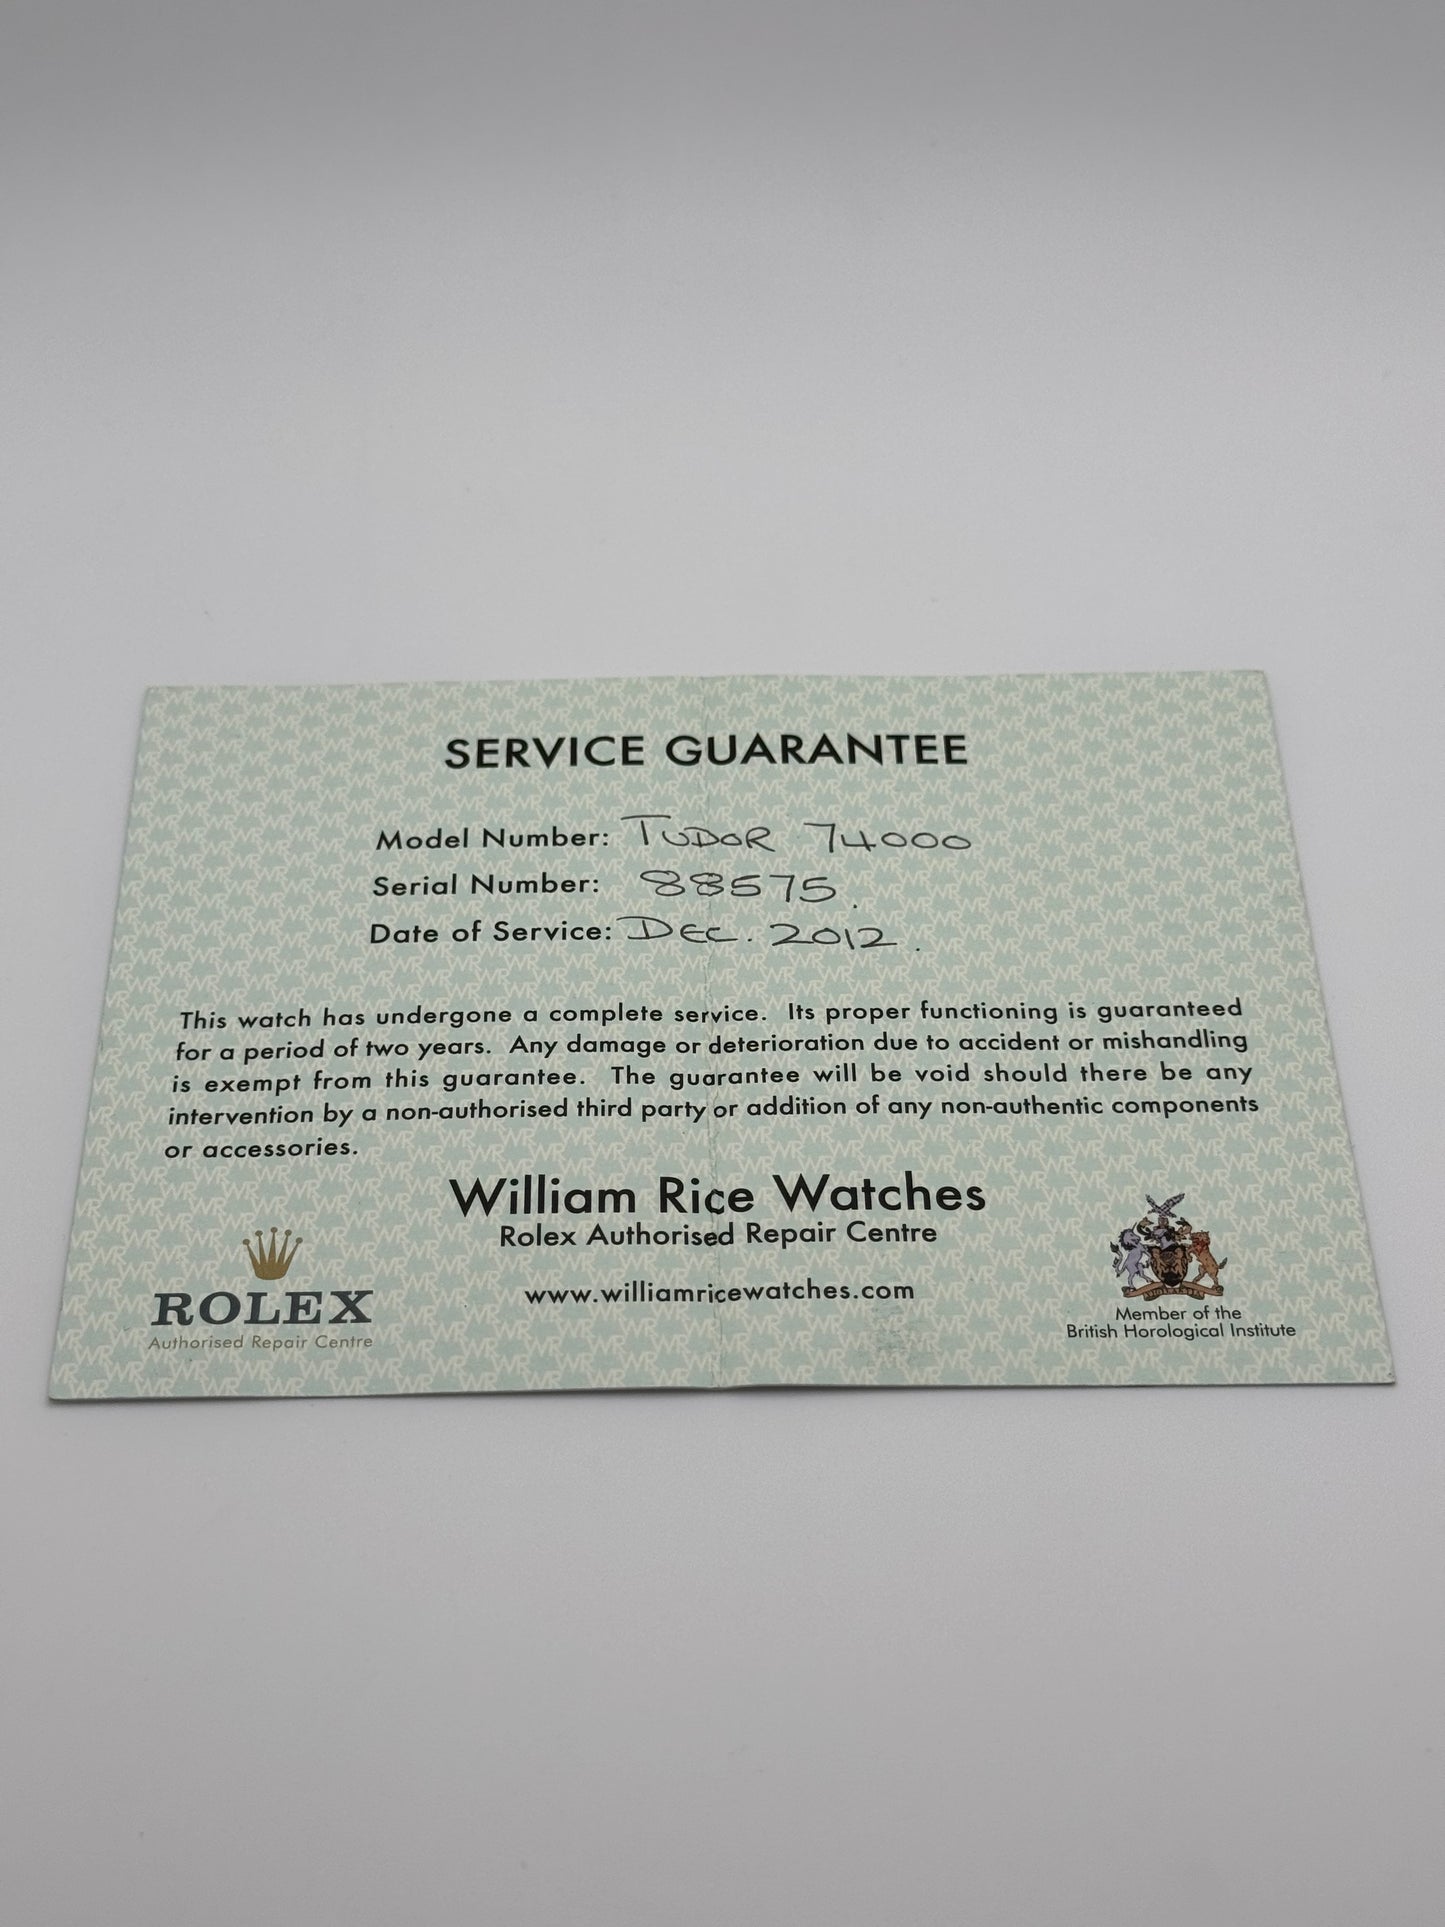 SERVICE GUARANTEE
Model Number: TUDOR 74000
Serial Number: 88575.
Date of Service: DEC. 2012.
This watch has undergone a complete service. Its proper functioning is guaranteed
for a period of two years. Any damage or deterioration due to accident or mishandling
is exempt from this guarantee. The guarantee will be void should there be any
intervention by a non-authorised third party or addition of any non-authentic components
or accessories.
William Rice Watches
Rolex Authorised Repair Centre
www.williamricewatches.com
ROLEX
Authorised Repair Centre
Member of the
British Horological Institute